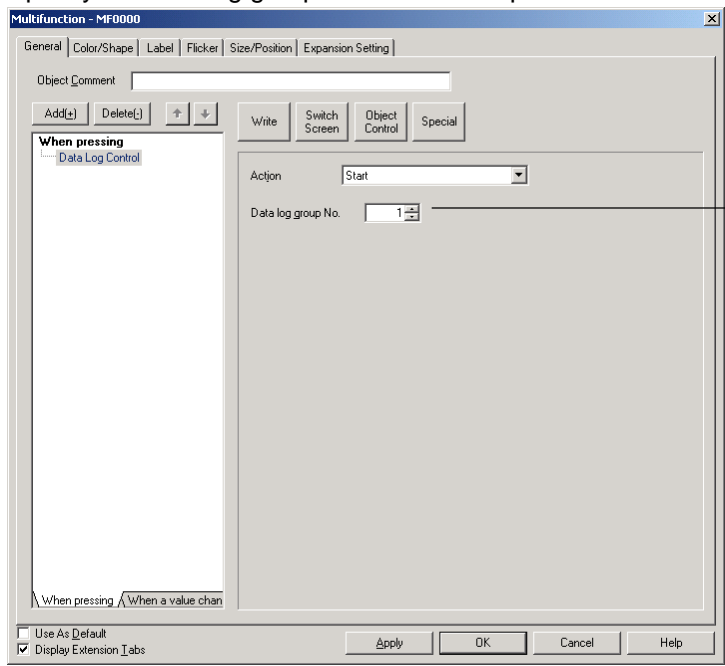 Multifunction - MF0000
General Color/Shape Label Flicker Size/Position Expansion Setting
Object Comment
Add(+) Delete(-)
Write Switch Screen Object Control Special
When pressing
Data Log Control
Action Start
Data log group No. 1
When pressing When a value chan
Use As Default
Display Extension Tabs
Apply OK Cancel Help